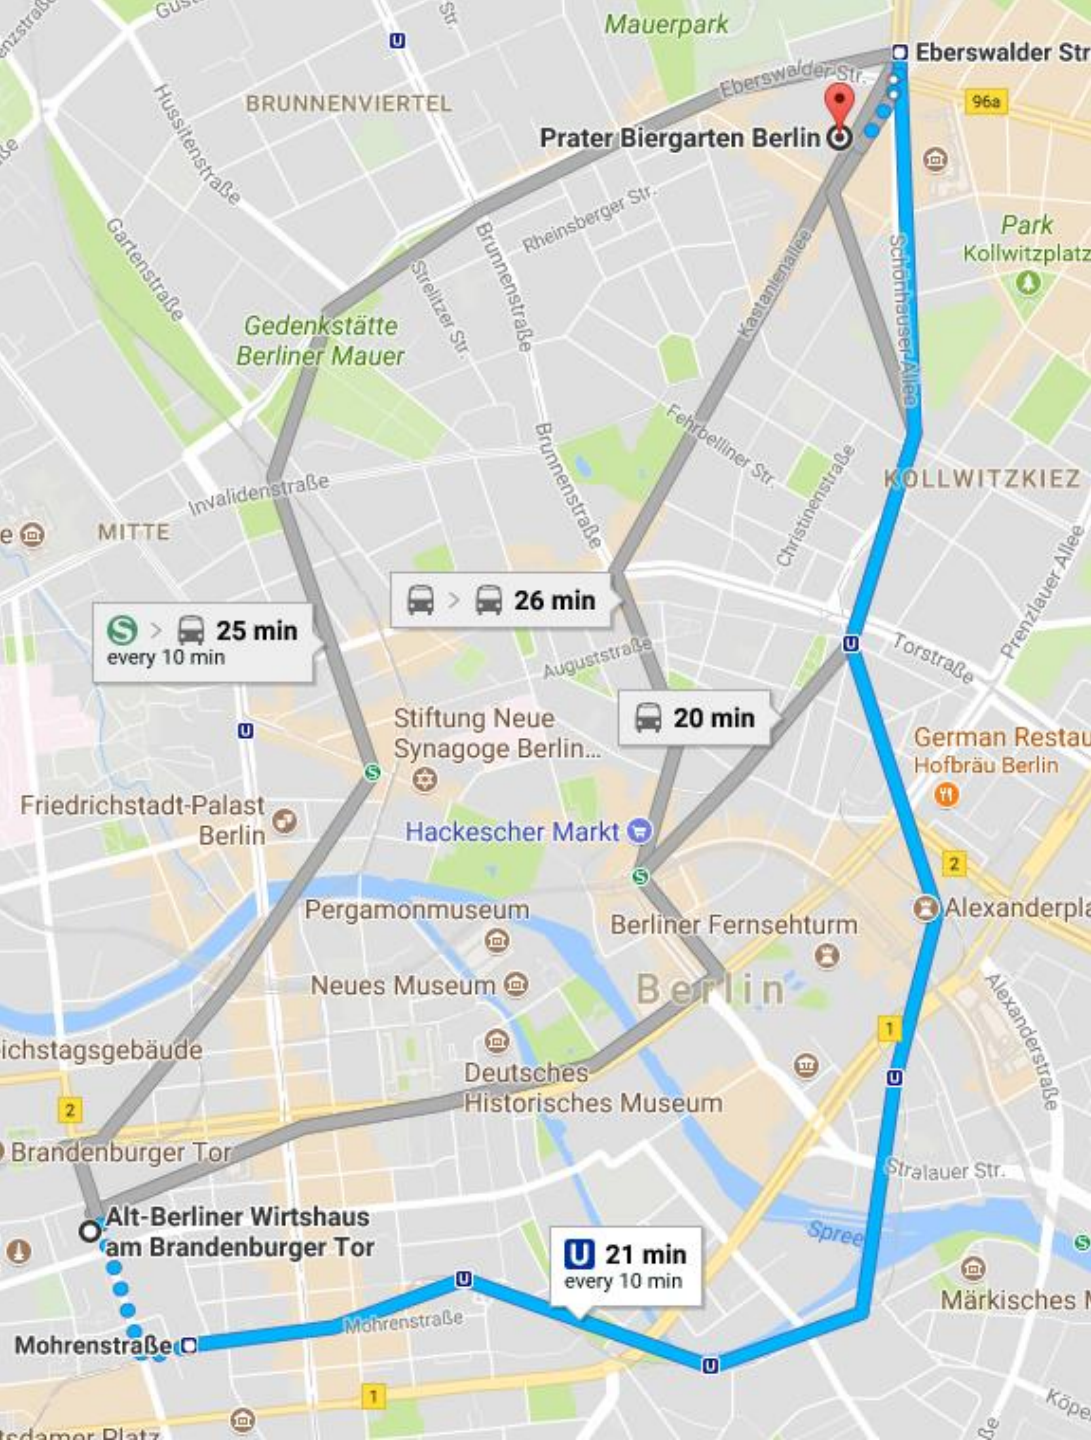 Gus
Str.
Mauerpark
Eberswalder Str
enzstraße
BRUNNENVIERTEL
Eberswalder Str.
96a
Hussitenstraße
Prater Biergarten Berlin
Rheinsberger Str.
Park
Kollwitzplatz
Gartenstraße
Brunnenstraße
Strelitzer Str.
Kastanienallee
Schönhauser Allee
Gedenkstätte
Berliner Mauer
Fehrbelliner Str.
Brunnenstraße
Christinenstraße
KOLLWITZKIEZ
Invalidenstraße
e
MITTE
Prenzlauer Allee
26 min
S
25 min
every 10 min
Auguststraße
Torstraße
20 min
Stiftung Neue
Synagoge Berlin...
German Restau
Hofbräu Berlin
Friedrichstadt-Palast
Berlin
Hackescher Markt
2
Pergamonmuseum
Berliner Fernsehturm
Alexanderpla
Neues Museum
Berlin
Alexanderstraße
1
ichstagsgebäude
Deutsches
Historisches Museum
2
Brandenburger Tor
Stralauer Str.
Alt-Berliner Wirtshaus
am Brandenburger Tor
Spree
U 21 min
every 10 min
Märkisches M
Mohrenstraße
Mohrenstraße
1
Köpe
tsdamer Platz